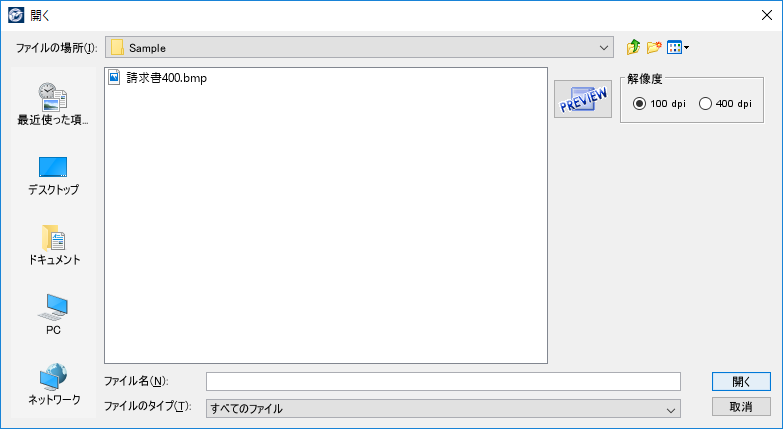 開く
ファイルの場所(I):
Sample
最近使った項...
デスクトップ
ドキュメント
PC
ネットワーク
請求書400.bmp
PREVIEW
解像度
100 dpi
400 dpi
ファイル名(N):
開く
ファイルのタイプ(T):
すべてのファイル
取消